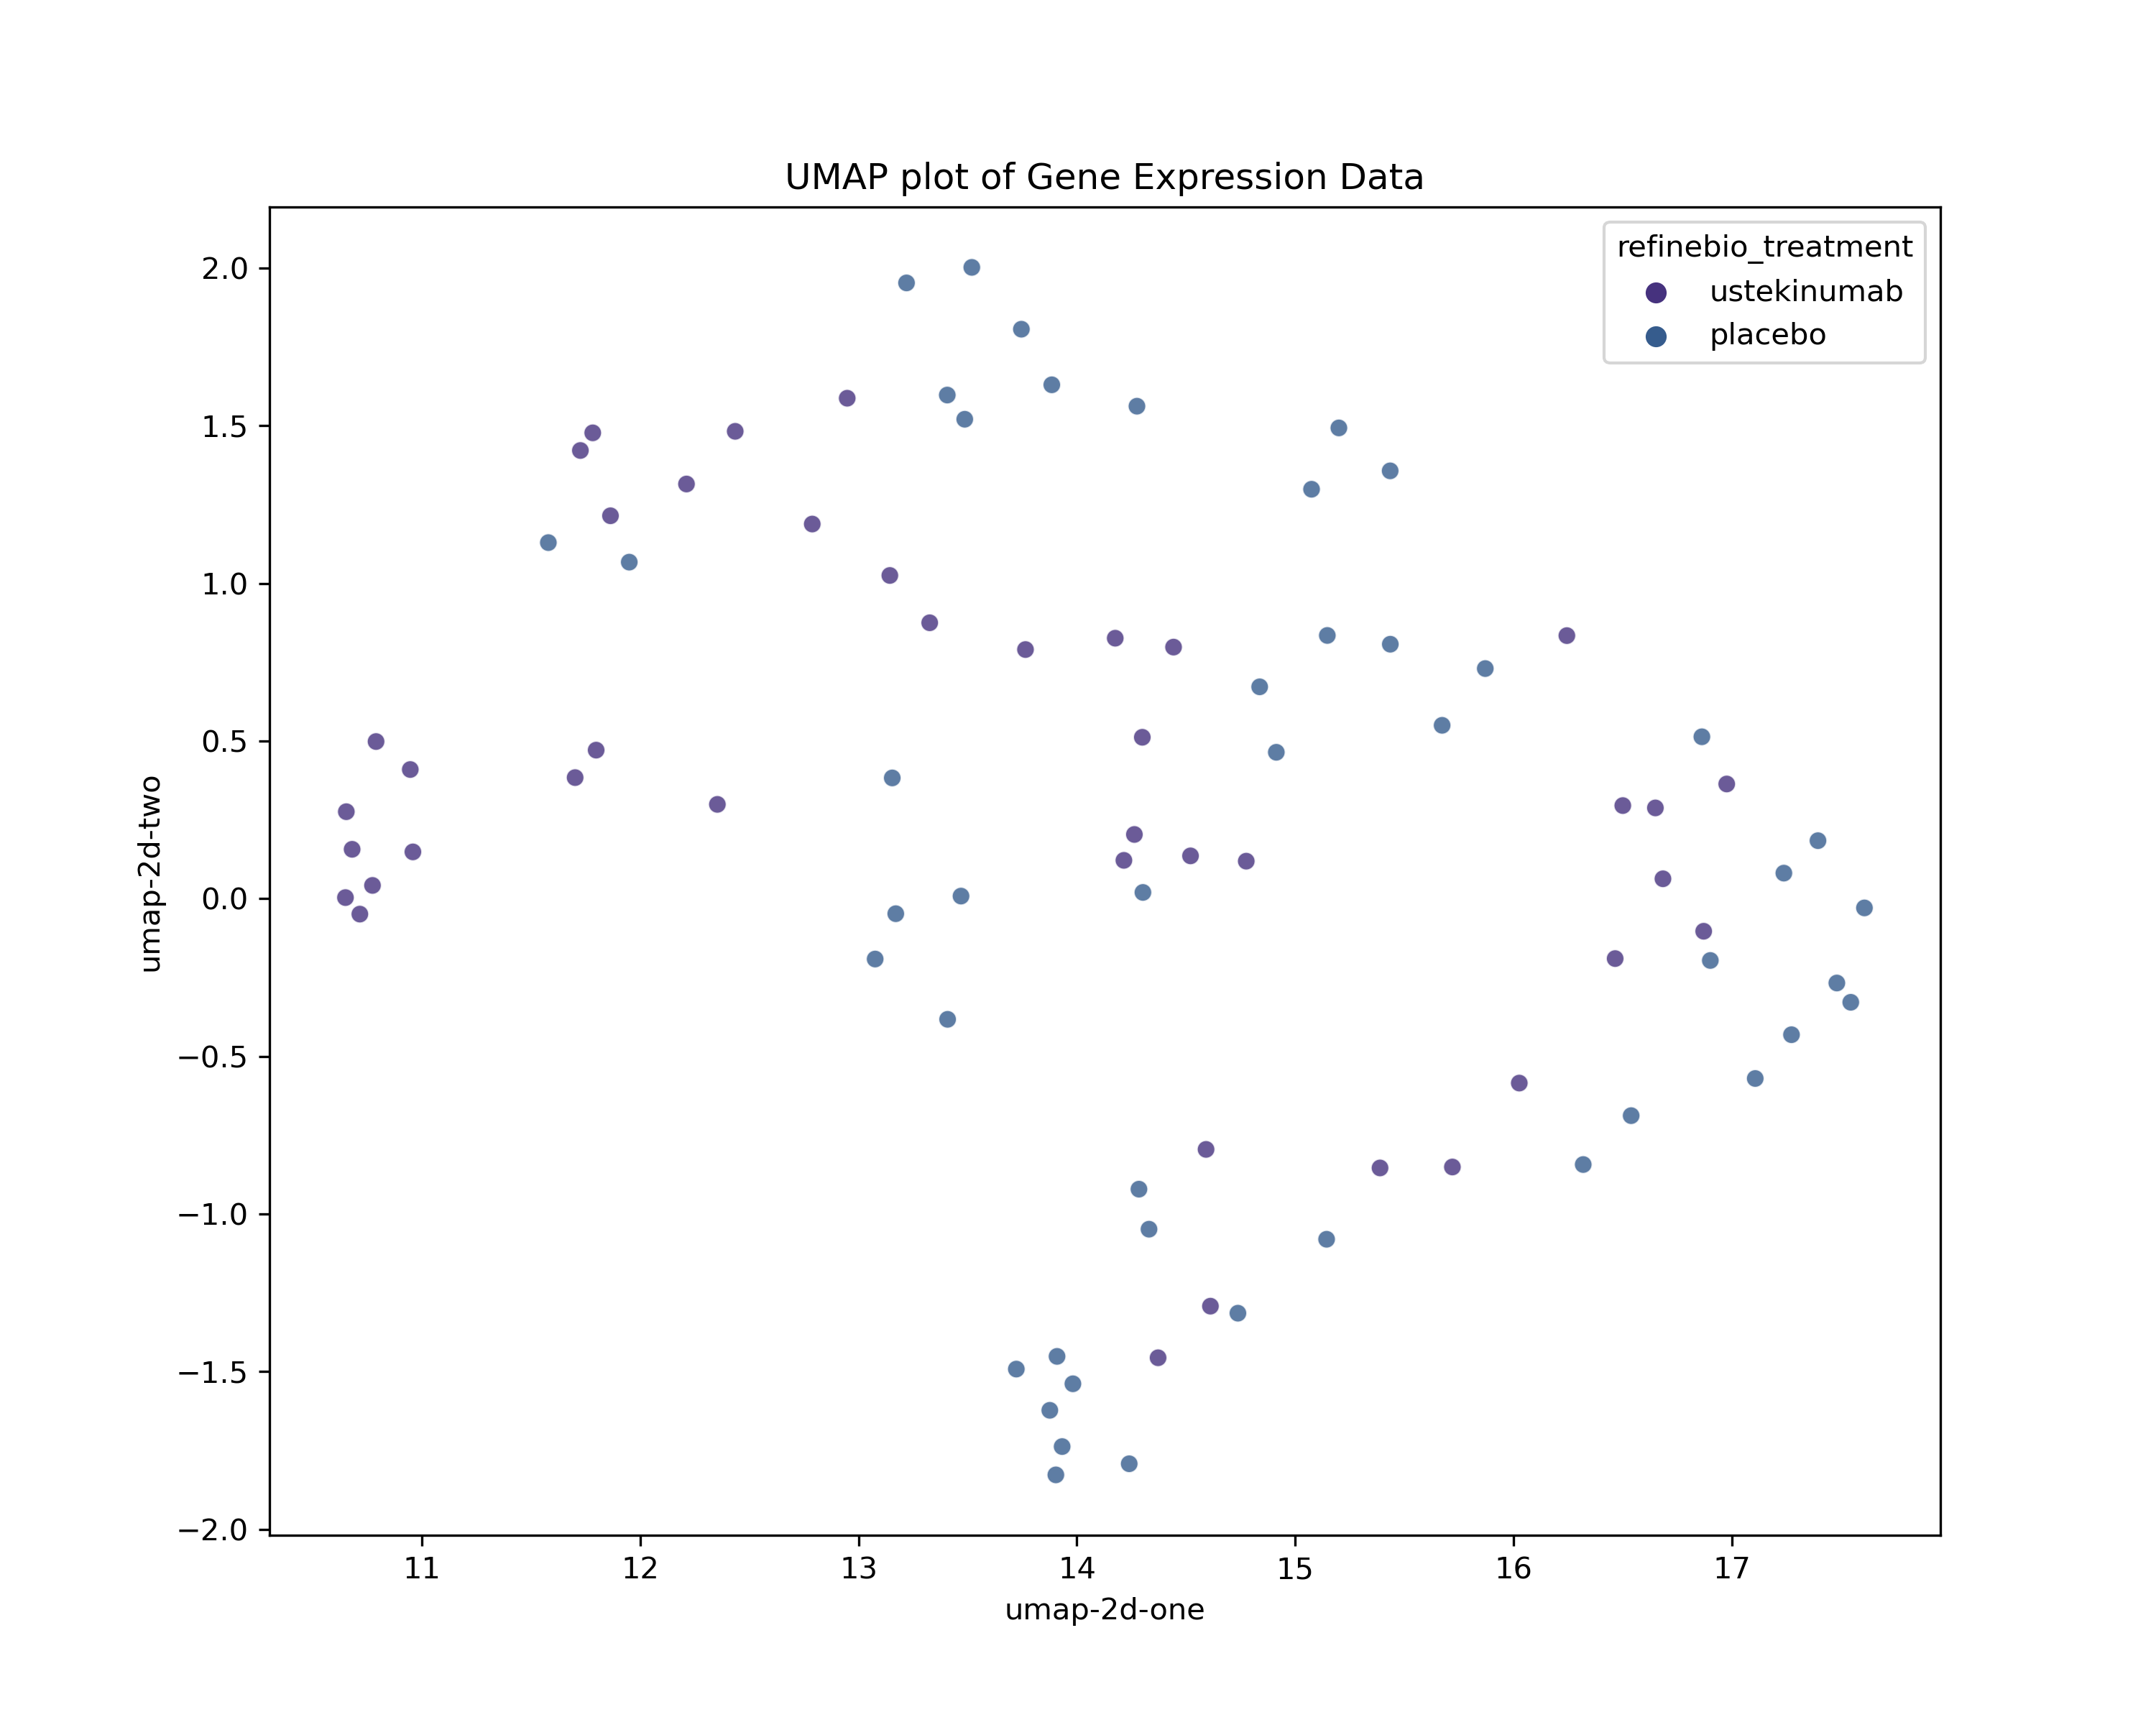 UMAP plot of Gene Expression Data
refinebio_treatment
ustekinumab
placebo
2.0
1.5
1.0
0.5
0.0
−0.5
−1.0
−1.5
−2.0
umap-2d-two
11 12 13 14 15 16 17
umap-2d-one